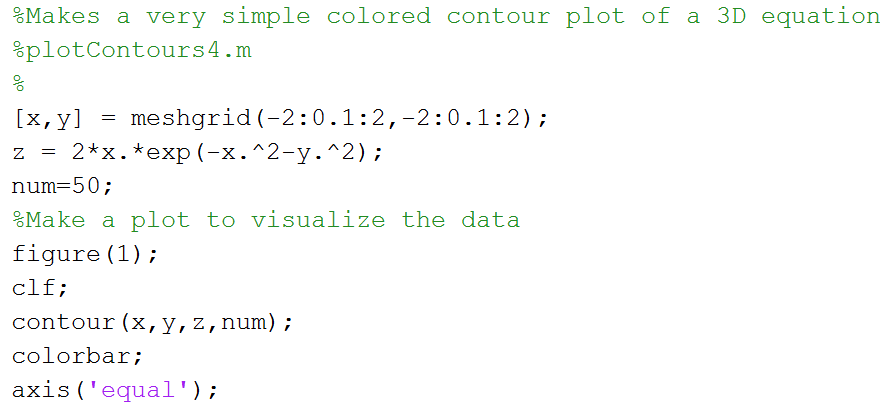 %Makes a very simple colored contour plot of a 3D equation
%plotContours4.m
%
[x,y] = meshgrid(-2:0.1:2,-2:0.1:2);
z = 2*x.*exp(-x.^2-y.^2);
num=50;
%Make a plot to visualize the data
figure(1);
clf;
contour(x,y,z,num);
colorbar;
axis('equal');